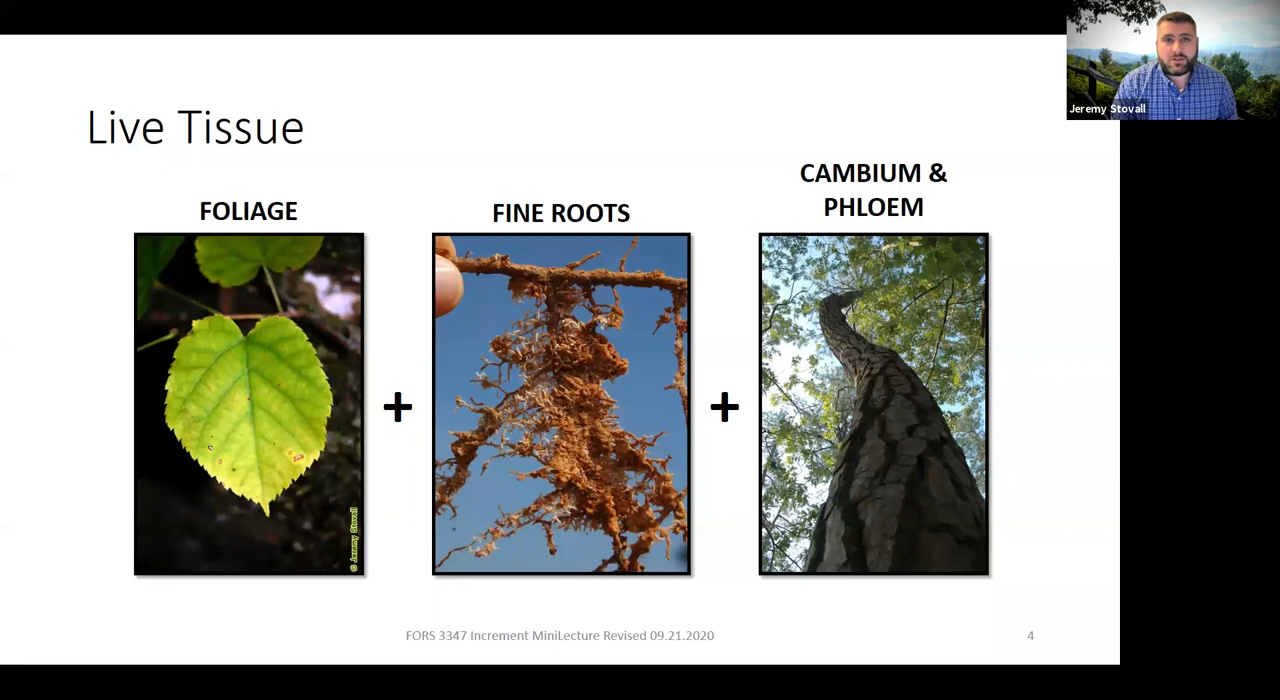 Jeremy Stovall
Live Tissue
FOLIAGE
FINE ROOTS
CAMBIUM &
PHLOEM
+
+
© Jeremy Stovall
FORS 3347 Increment MiniLecture Revised 09.21.2020
4